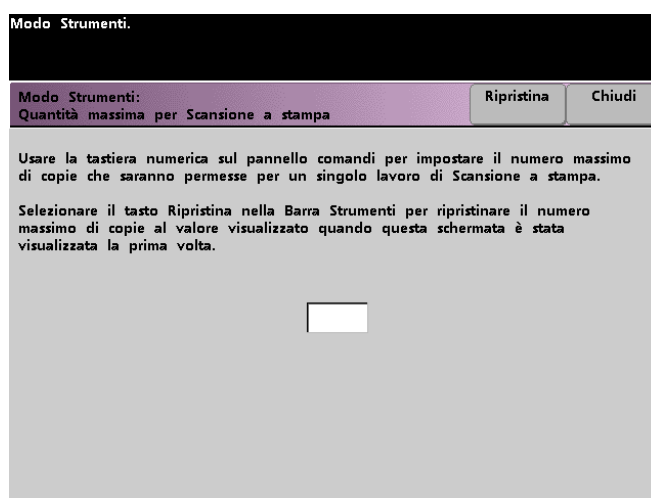 Modo Strumenti.
Modo Strumenti:
Quantità massima per Scansione a stampa
Ripristina
Chiudi
Usare la tastiera numerica sul pannello comandi per impostare il numero massimo
di copie che saranno permesse per un singolo lavoro di Scansione a stampa.
Selezionare il tasto Ripristina nella Barra Strumenti per ripristinare il numero
massimo di copie al valore visualizzato quando questa schermata è stata
visualizzata la prima volta.